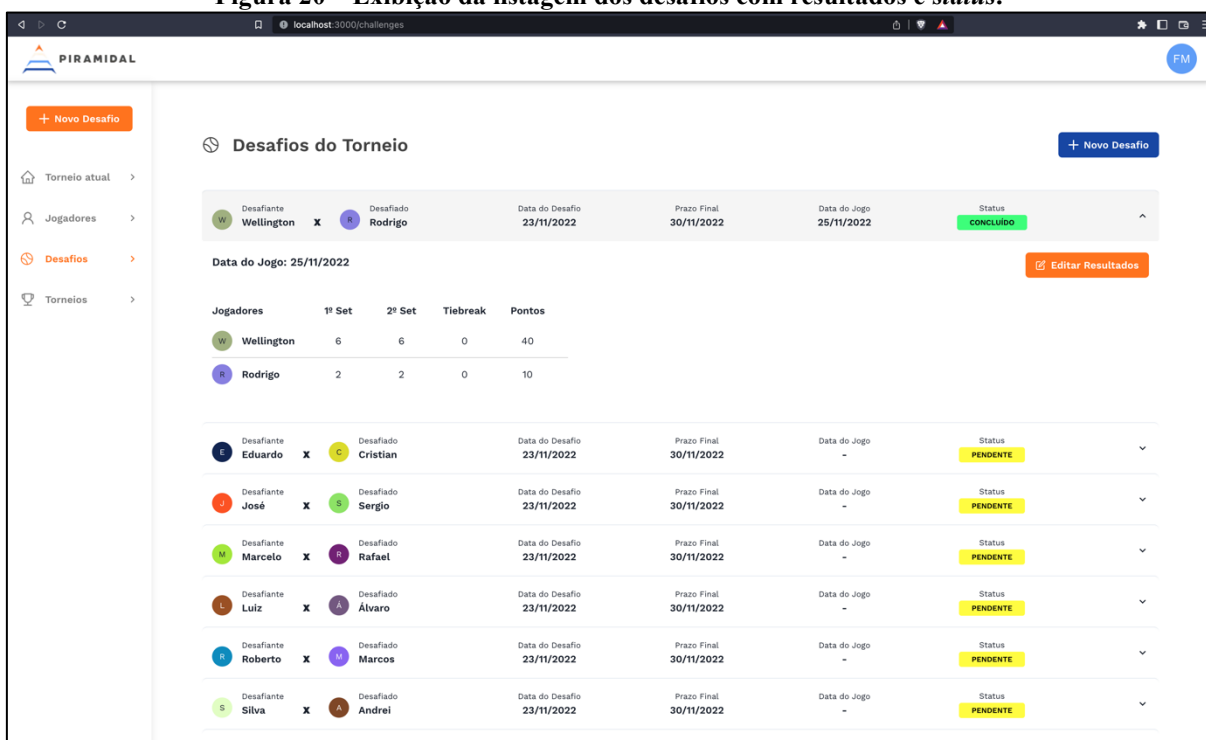 Figura 20 – Exibição da listagem dos desafios com resultados e status.
localhost:3000/challenges
PIRAMIDAL
FM
+ Novo Desafio
Torneio atual >
Jogadores >
Desafios >
Torneios >
Desafios do Torneio
+ Novo Desafio
Desafiante Desafiado Data do Desafio Prazo Final Data do Jogo Status
W Wellington x R Rodrigo 23/11/2022 30/11/2022 25/11/2022 CONCLUÍDO
Data do Jogo: 25/11/2022
Editar Resultados
Jogadores 1º Set 2º Set Tiebreak Pontos
W Wellington 6 6 0 40
R Rodrigo 2 2 0 10
Desafiante Desafiado Data do Desafio Prazo Final Data do Jogo Status
E Eduardo x C Cristian 23/11/2022 30/11/2022 - PENDENTE
Desafiante Desafiado Data do Desafio Prazo Final Data do Jogo Status
J José x S Sergio 23/11/2022 30/11/2022 - PENDENTE
Desafiante Desafiado Data do Desafio Prazo Final Data do Jogo Status
M Marcelo x R Rafael 23/11/2022 30/11/2022 - PENDENTE
Desafiante Desafiado Data do Desafio Prazo Final Data do Jogo Status
L Luiz x Á Álvaro 23/11/2022 30/11/2022 - PENDENTE
Desafiante Desafiado Data do Desafio Prazo Final Data do Jogo Status
R Roberto x M Marcos 23/11/2022 30/11/2022 - PENDENTE
Desafiante Desafiado Data do Desafio Prazo Final Data do Jogo Status
S Silva x A Andrei 23/11/2022 30/11/2022 - PENDENTE